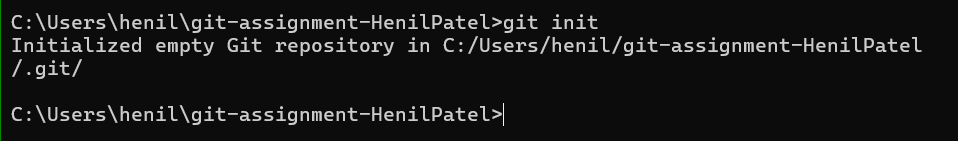 C:\Users\henil\git-assignment-HenilPatel>git init
Initialized empty Git repository in C:/Users/henil/git-assignment-HenilPatel
/.git/
C:\Users\henil\git-assignment-HenilPatel>